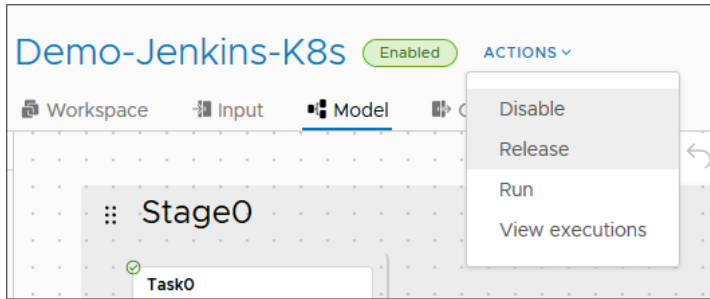 Demo-Jenkins-K8s Enabled ACTIONS
Workspace Input Model
Disable
Release
Run
View executions
Stage0
Task0